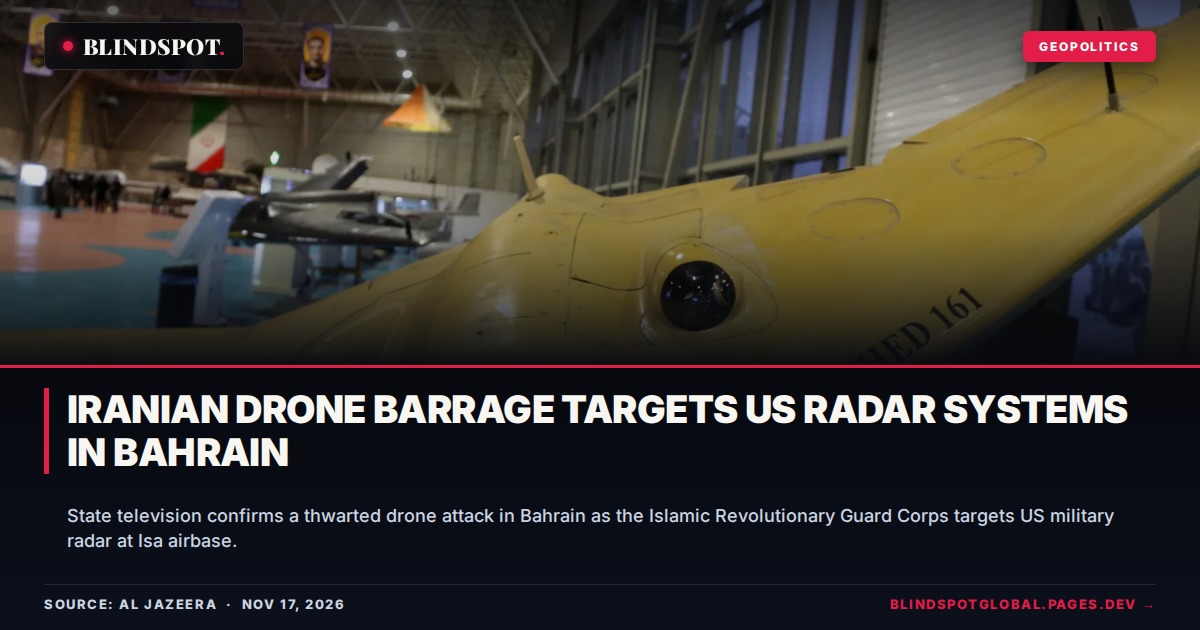 BLINDSPOT.
GEOPOLITICS
HED 161
IRANIAN DRONE BARRAGE TARGETS US RADAR SYSTEMS
IN BAHRAIN
State television confirms a thwarted drone attack in Bahrain as the Islamic Revolutionary Guard Corps targets US military
radar at Isa airbase.
SOURCE: AL JAZEERA · NOV 17, 2026
BLINDSPOTGLOBAL.PAGES.DEV →